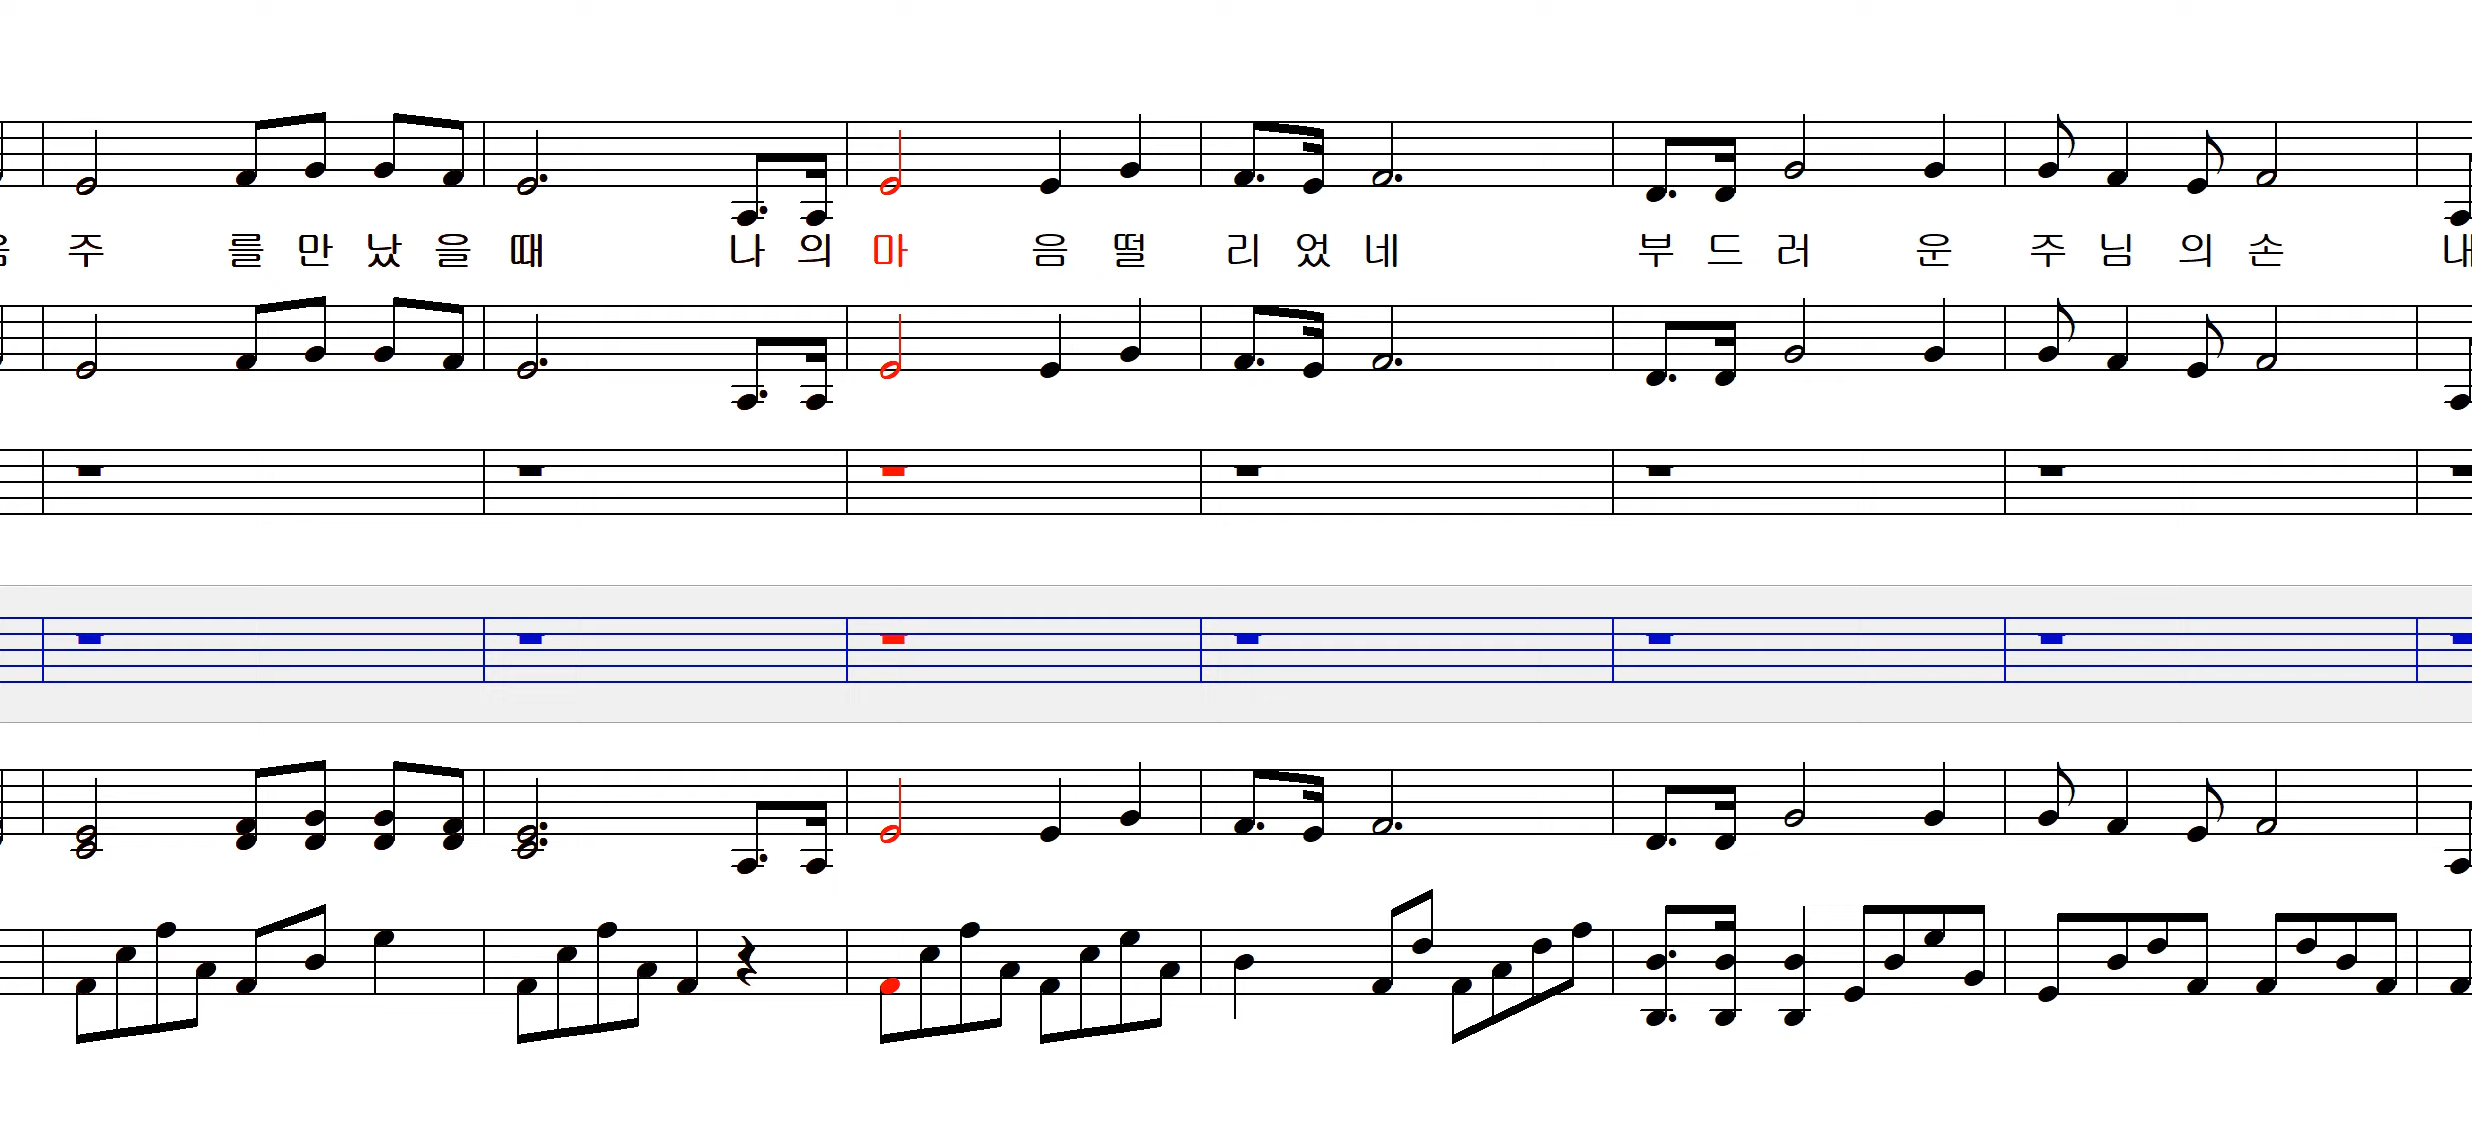 주 를 만 났 을 때 나 의 마 음 떨 리 었 네 부 드 러 운 주 님 의 손